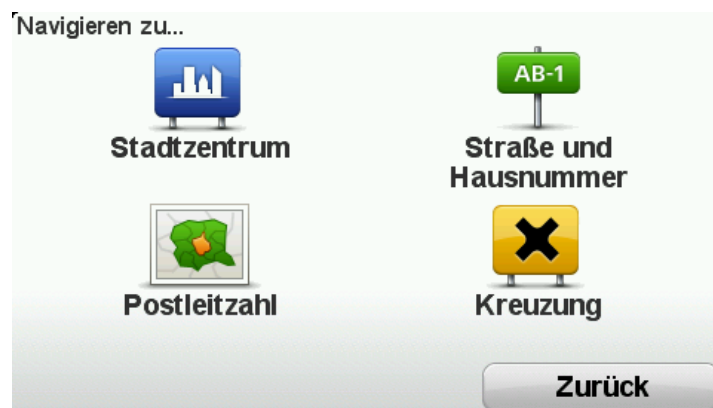 Navigieren zu...
AB-1
Stadtzentrum
Straße und
Hausnummer
Postleitzahl
Kreuzung
Zurück